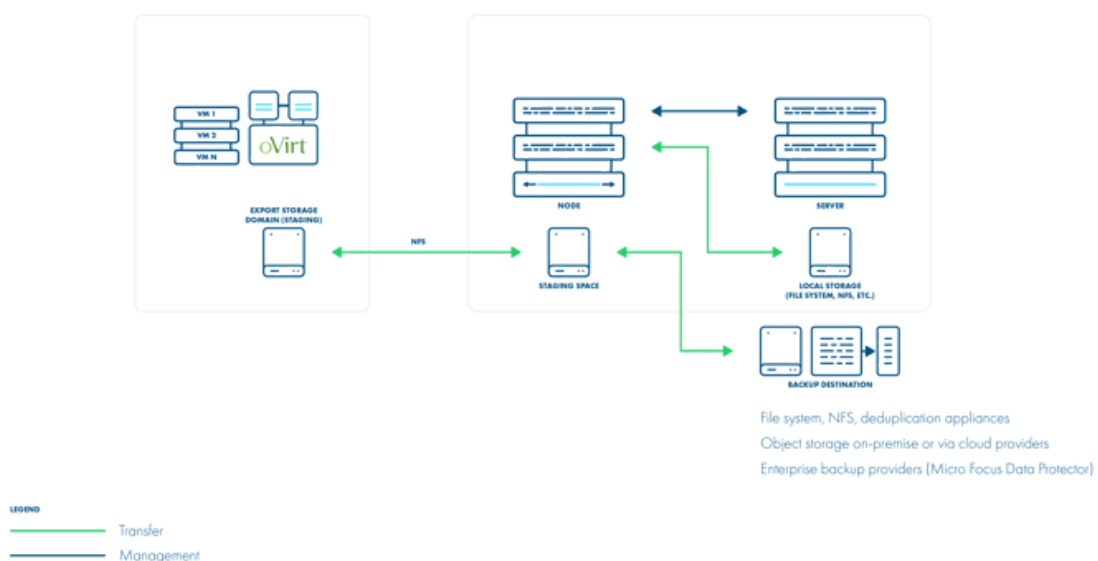 VM 1
VM 2
VM N
oVirt
EXPORT STORAGE
DOMAIN (STAGING)
NFS
NODE
SERVER
STAGING SPACE
LOCAL STORAGE
(FILE SYSTEM, NFS, ETC.)
BACKUP DESTINATION
File system, NFS, deduplication appliances
Object storage on-premise or via cloud providers
Enterprise backup providers (Micro Focus Data Protector)
LEGEND
Transfer
Management